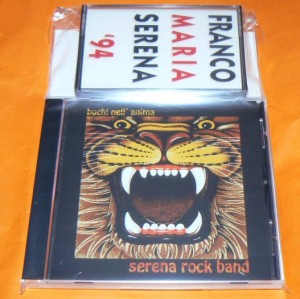 FRANCO
MARIA
SERENA
'94
buchi nell' anima
serena rock band